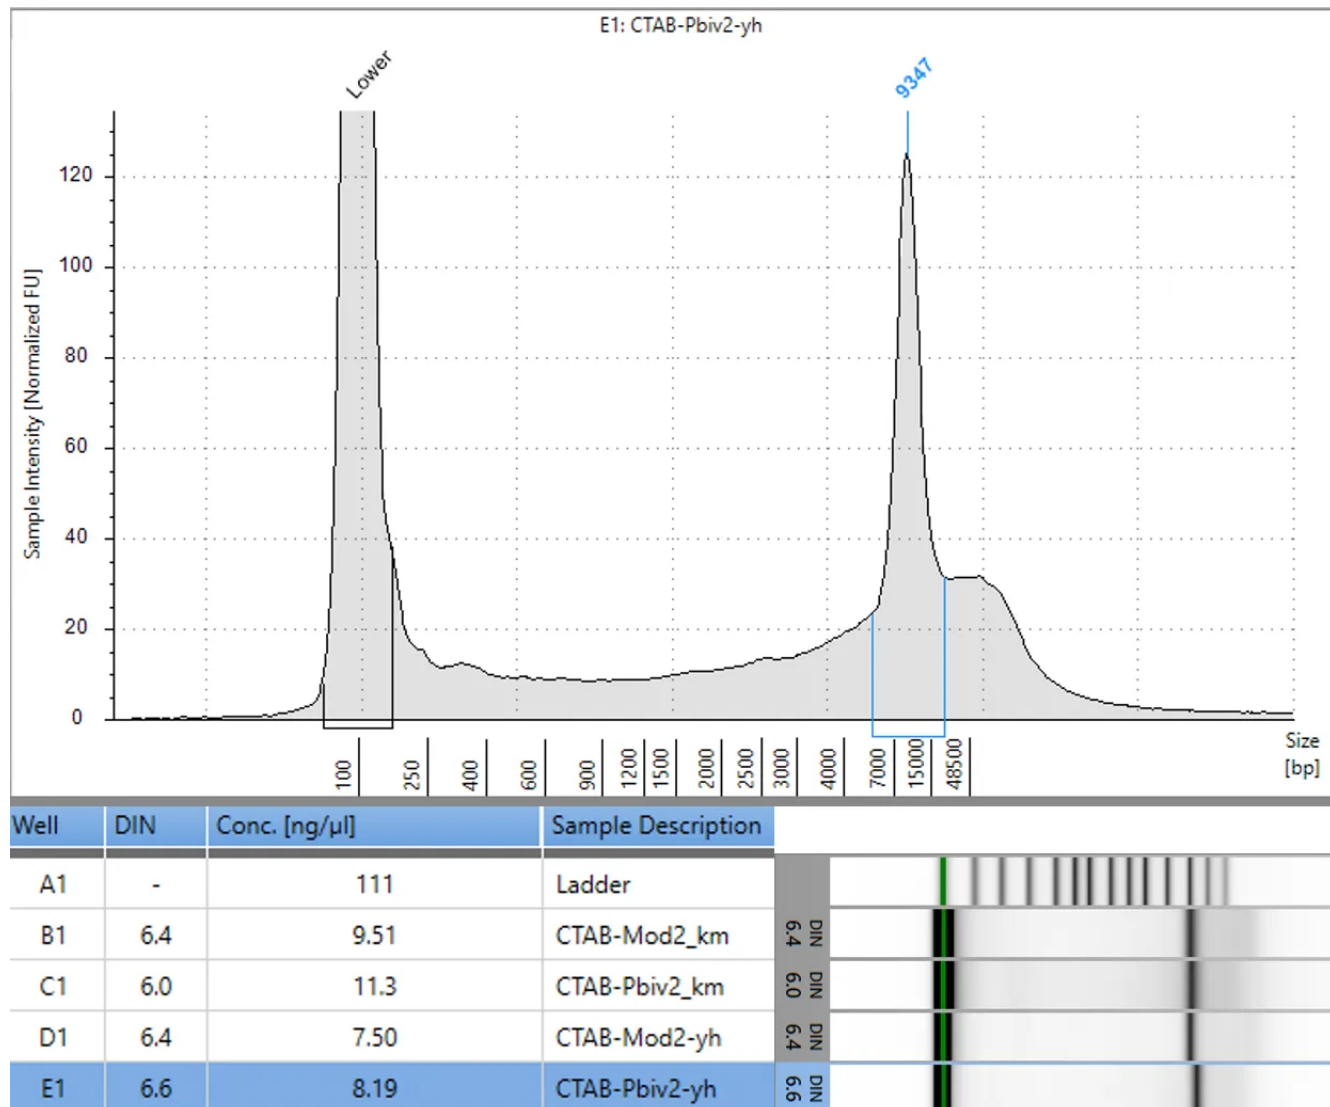 E1: CTAB-Pbiv2-yh
Lower
9347
Sample Intensity [Normalized FU]
120
100
80
60
40
20
0
100 250 400 600 900 1200 1500 2000 2500 3000 4000 7000 15000 48500
Size
[bp]
Well DIN Conc. [ng/µl] Sample Description
A1 - 111 Ladder
B1 6.4 9.51 CTAB-Mod2_km DIN 6.4
C1 6.0 11.3 CTAB-Pbiv2_km DIN 6.0
D1 6.4 7.50 CTAB-Mod2-yh DIN 6.4
E1 6.6 8.19 CTAB-Pbiv2-yh DIN 6.6